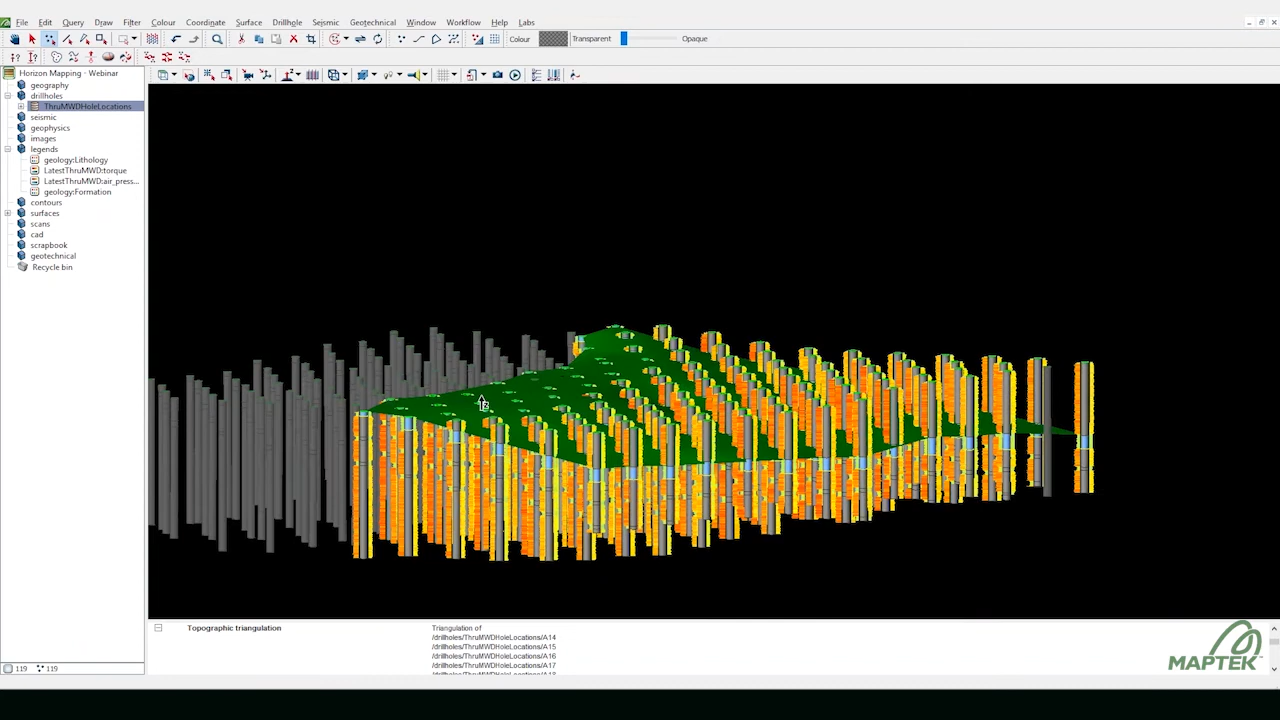 File Edit Query Draw Filter Colour Coordinate Surface Drillhole Seismic Geotechnical Window Workflow Help Labs
Colour Transparent Opaque
Horizon Mapping - Webinar
geography
drillholes
ThruMWDHoleLocations
seismic
geophysics
images
legends
geology:Lithology
LatestThruMWD:torque
LatestThruMWD:air_press...
geology:Formation
contours
surfaces
scans
cad
scrapbook
geotechnical
Recycle bin
Topographic triangulation
Triangulation of
/drillholes/ThruMWDHoleLocations/A14
/drillholes/ThruMWDHoleLocations/A15
/drillholes/ThruMWDHoleLocations/A16
/drillholes/ThruMWDHoleLocations/A17
/drillholes/ThruMWDHoleLocations/A18
119 119
MAPTEK